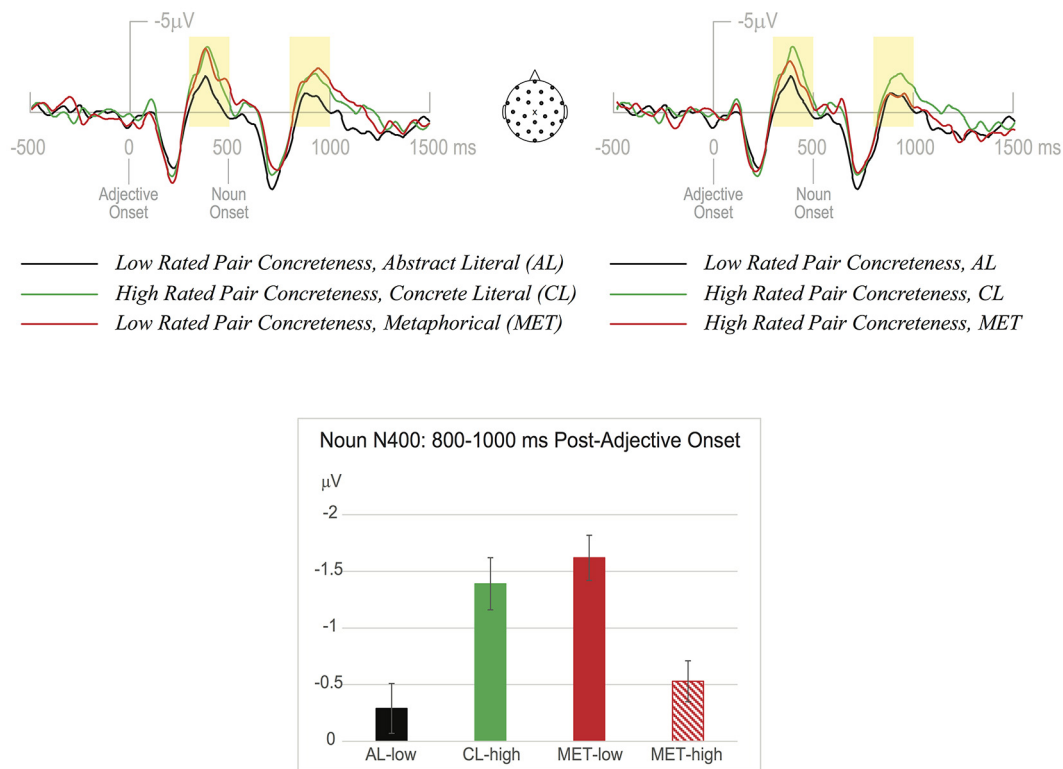 -5µV
-500 0 500 1000 1500 ms
Adjective Onset
Noun Onset
-5µV
-500 0 500 1000 1500 ms
Adjective Onset
Noun Onset
x
Low Rated Pair Concreteness, Abstract Literal (AL)
High Rated Pair Concreteness, Concrete Literal (CL)
Low Rated Pair Concreteness, Metaphorical (MET)
Low Rated Pair Concreteness, AL
High Rated Pair Concreteness, CL
High Rated Pair Concreteness, MET
Noun N400: 800-1000 ms Post-Adjective Onset
µV
-2
-1.5
-1
-0.5
0
AL-low CL-high MET-low MET-high